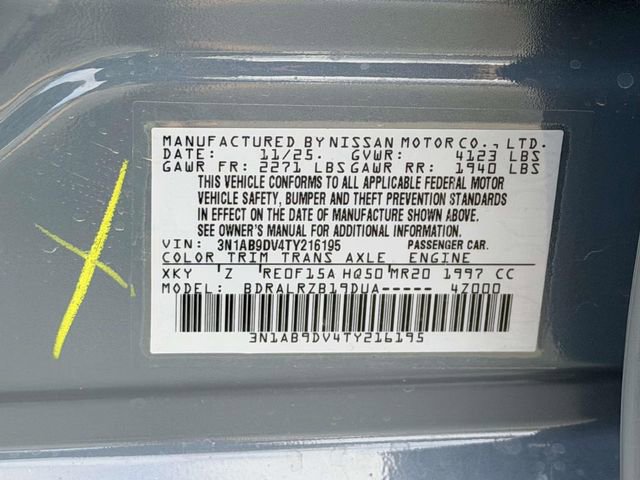 MANUFACTURED BY NISSAN MOTOR CO., LTD.
DATE: 11/25. GVWR: 4123 LBS
GAWR FR: 2271 LBS GAWR RR: 1940 LBS
THIS VEHICLE CONFORMS TO ALL APPLICABLE FEDERAL MOTOR
VEHICLE SAFETY, BUMPER AND THEFT PREVENTION STANDARDS
IN EFFECT ON THE DATE OF MANUFACTURE SHOWN ABOVE.
SEE OWNER'S MANUAL FOR ADDITIONAL INFORMATION.
VIN: 3N1AB9DV4TY216195 PASSENGER CAR.
COLOR TRIM TRANS AXLE ENGINE
XKY Z RE0F15A HQ50 MR20 1997 CC
MODEL: BDRALRZB19DUA----- 4Z000
3N1AB9DV4TY216195